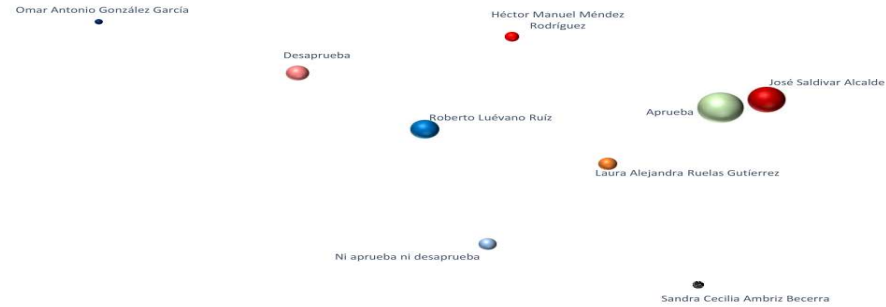 Omar Antonio González García
Héctor Manuel Méndez
Rodríguez
Desaprueba
José Saldivar Alcalde
Aprueba
Roberto Luévano Ruíz
Laura Alejandra Ruelas Gutíerrez
Ni aprueba ni desaprueba
Sandra Cecilia Ambriz Becerra